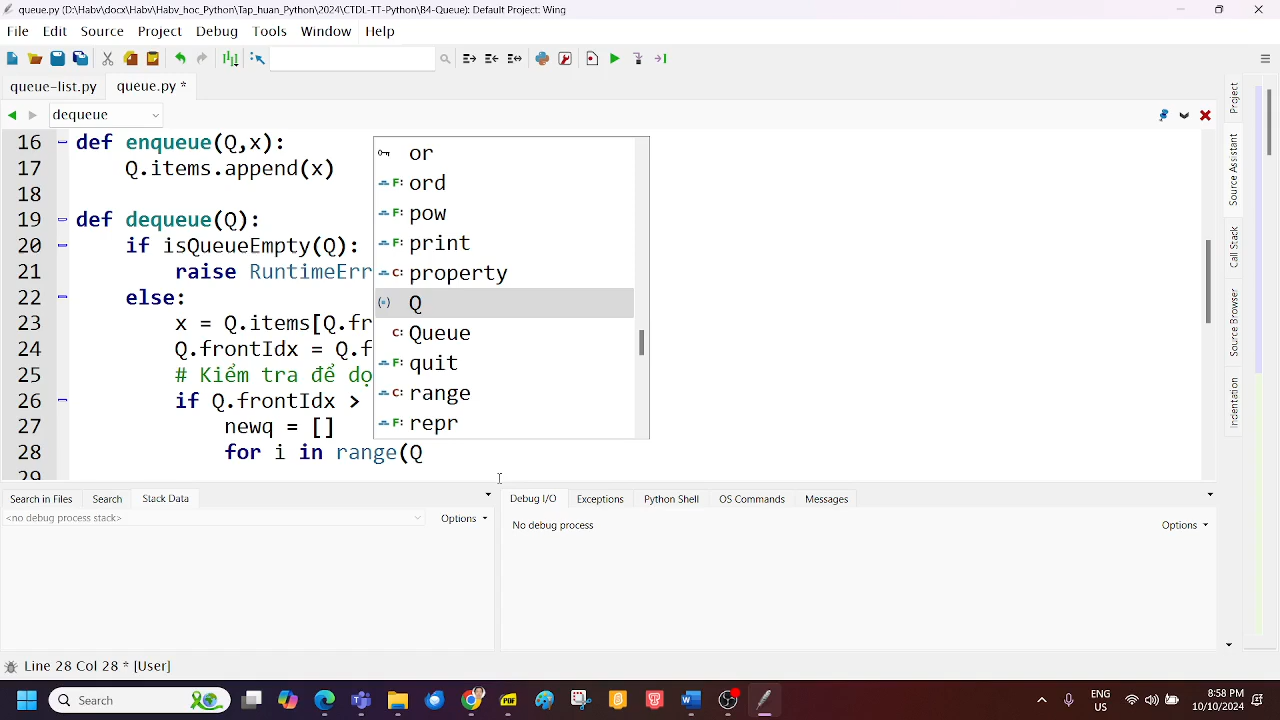 queue.py (D:\Habv\docx\Habv\Habv_hoc_Python\Tap_huan_Python\2024\CTDL-TT-Python\B4-Queue): Default Project: Wing
File Edit Source Project Debug Tools Window Help
queue-list.py queue.py *
dequeue
16 def enqueue(Q,x):
17 Q.items.append(x)
18
19 def dequeue(Q):
20 if isQueueEmpty(Q):
21 raise RuntimeErr
22 else:
23 x = Q.items[Q.fr
24 Q.frontIdx = Q.f
25 # Kiểm tra để dọ
26 if Q.frontIdx >
27 newq = []
28 for i in range(Q
29
or
F: ord
F: pow
F: print
C: property
Q
C: Queue
F: quit
C: range
F: repr
Project
Source Assistant
Call Stack
Source Browser
Indentation
Search in Files Search Stack Data
<no debug process stack> Options
Debug I/O Exceptions Python Shell OS Commands Messages
No debug process Options
Line 28 Col 28 * [User]
Search
ENG
US
8:58 PM
10/10/2024